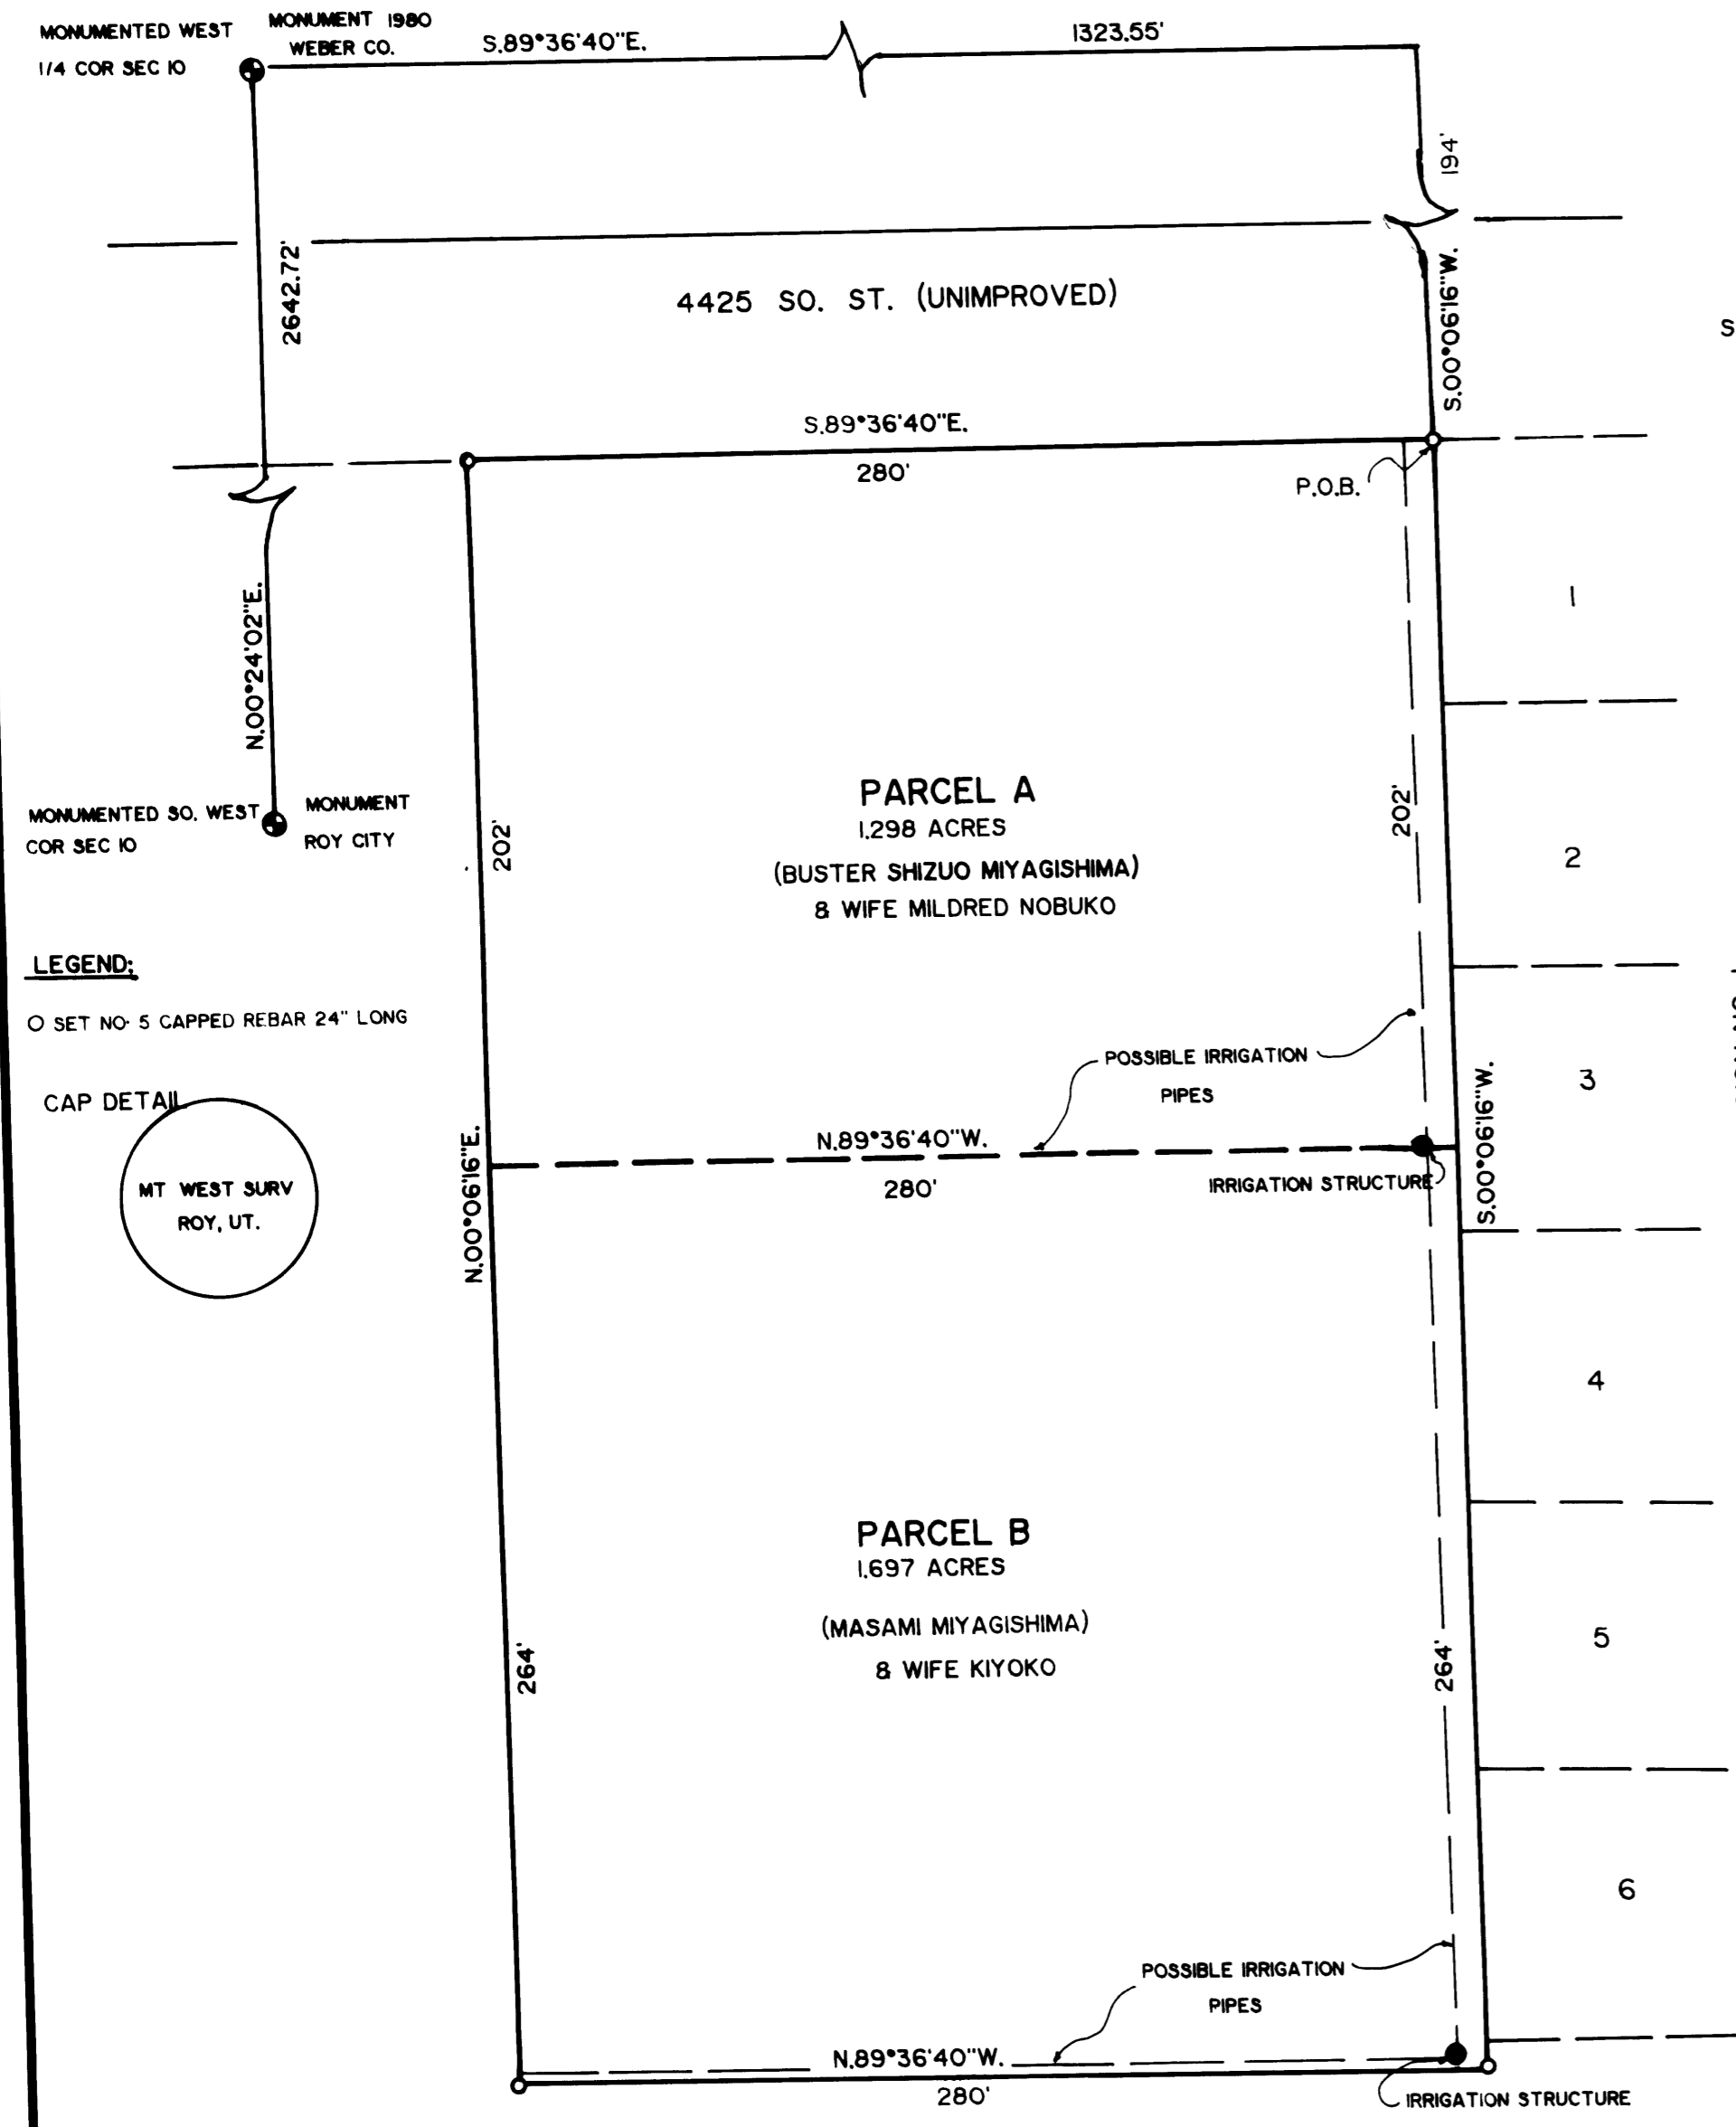 MONUMENTED WEST
1/4 COR SEC 10
MONUMENT 1980
WEBER CO.
S.89°36'40"E.
1323.55'
194'
S.00°06'16"W.
2642.72'
N.00°24'02"E.
4425 SO. ST. (UNIMPROVED)
S
S.89°36'40"E.
280'
P.O.B.
1
MONUMENTED SO. WEST
COR SEC 10
MONUMENT
ROY CITY
202'
PARCEL A
1.298 ACRES
(BUSTER SHIZUO MIYAGISHIMA)
& WIFE MILDRED NOBUKO
202'
2
LEGEND:
O SET NO. 5 CAPPED REBAR 24" LONG
CAP DETAIL
MT WEST SURV
ROY, UT.
POSSIBLE IRRIGATION
PIPES
3
N.00°06'16"E.
N.89°36'40"W.
280'
IRRIGATION STRUCTURE
S.00°06'16"W.
4
PARCEL B
1.697 ACRES
(MASAMI MIYAGISHIMA)
& WIFE KIYOKO
264'
264'
5
6
POSSIBLE IRRIGATION
PIPES
N.89°36'40"W.
280'
IRRIGATION STRUCTURE